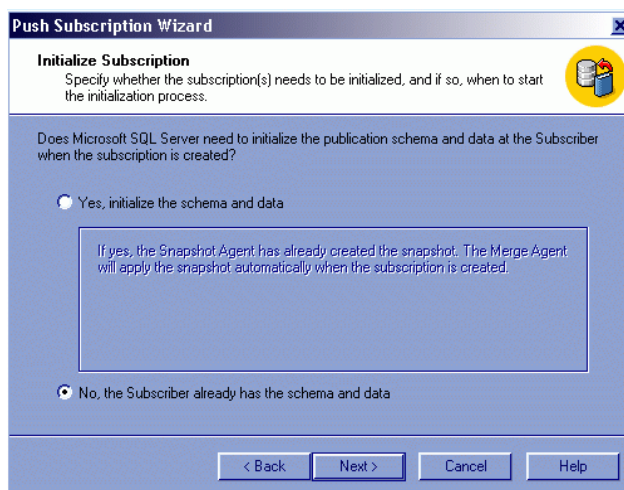 Push Subscription Wizard
Initialize Subscription
Specify whether the subscription(s) needs to be initialized, and if so, when to start
the initialization process.
Does Microsoft SQL Server need to initialize the publication schema and data at the Subscriber
when the subscription is created?
Yes, initialize the schema and data
If yes, the Snapshot Agent has already created the snapshot. The Merge Agent
will apply the snapshot automatically when the subscription is created.
No, the Subscriber already has the schema and data
< Back Next > Cancel Help